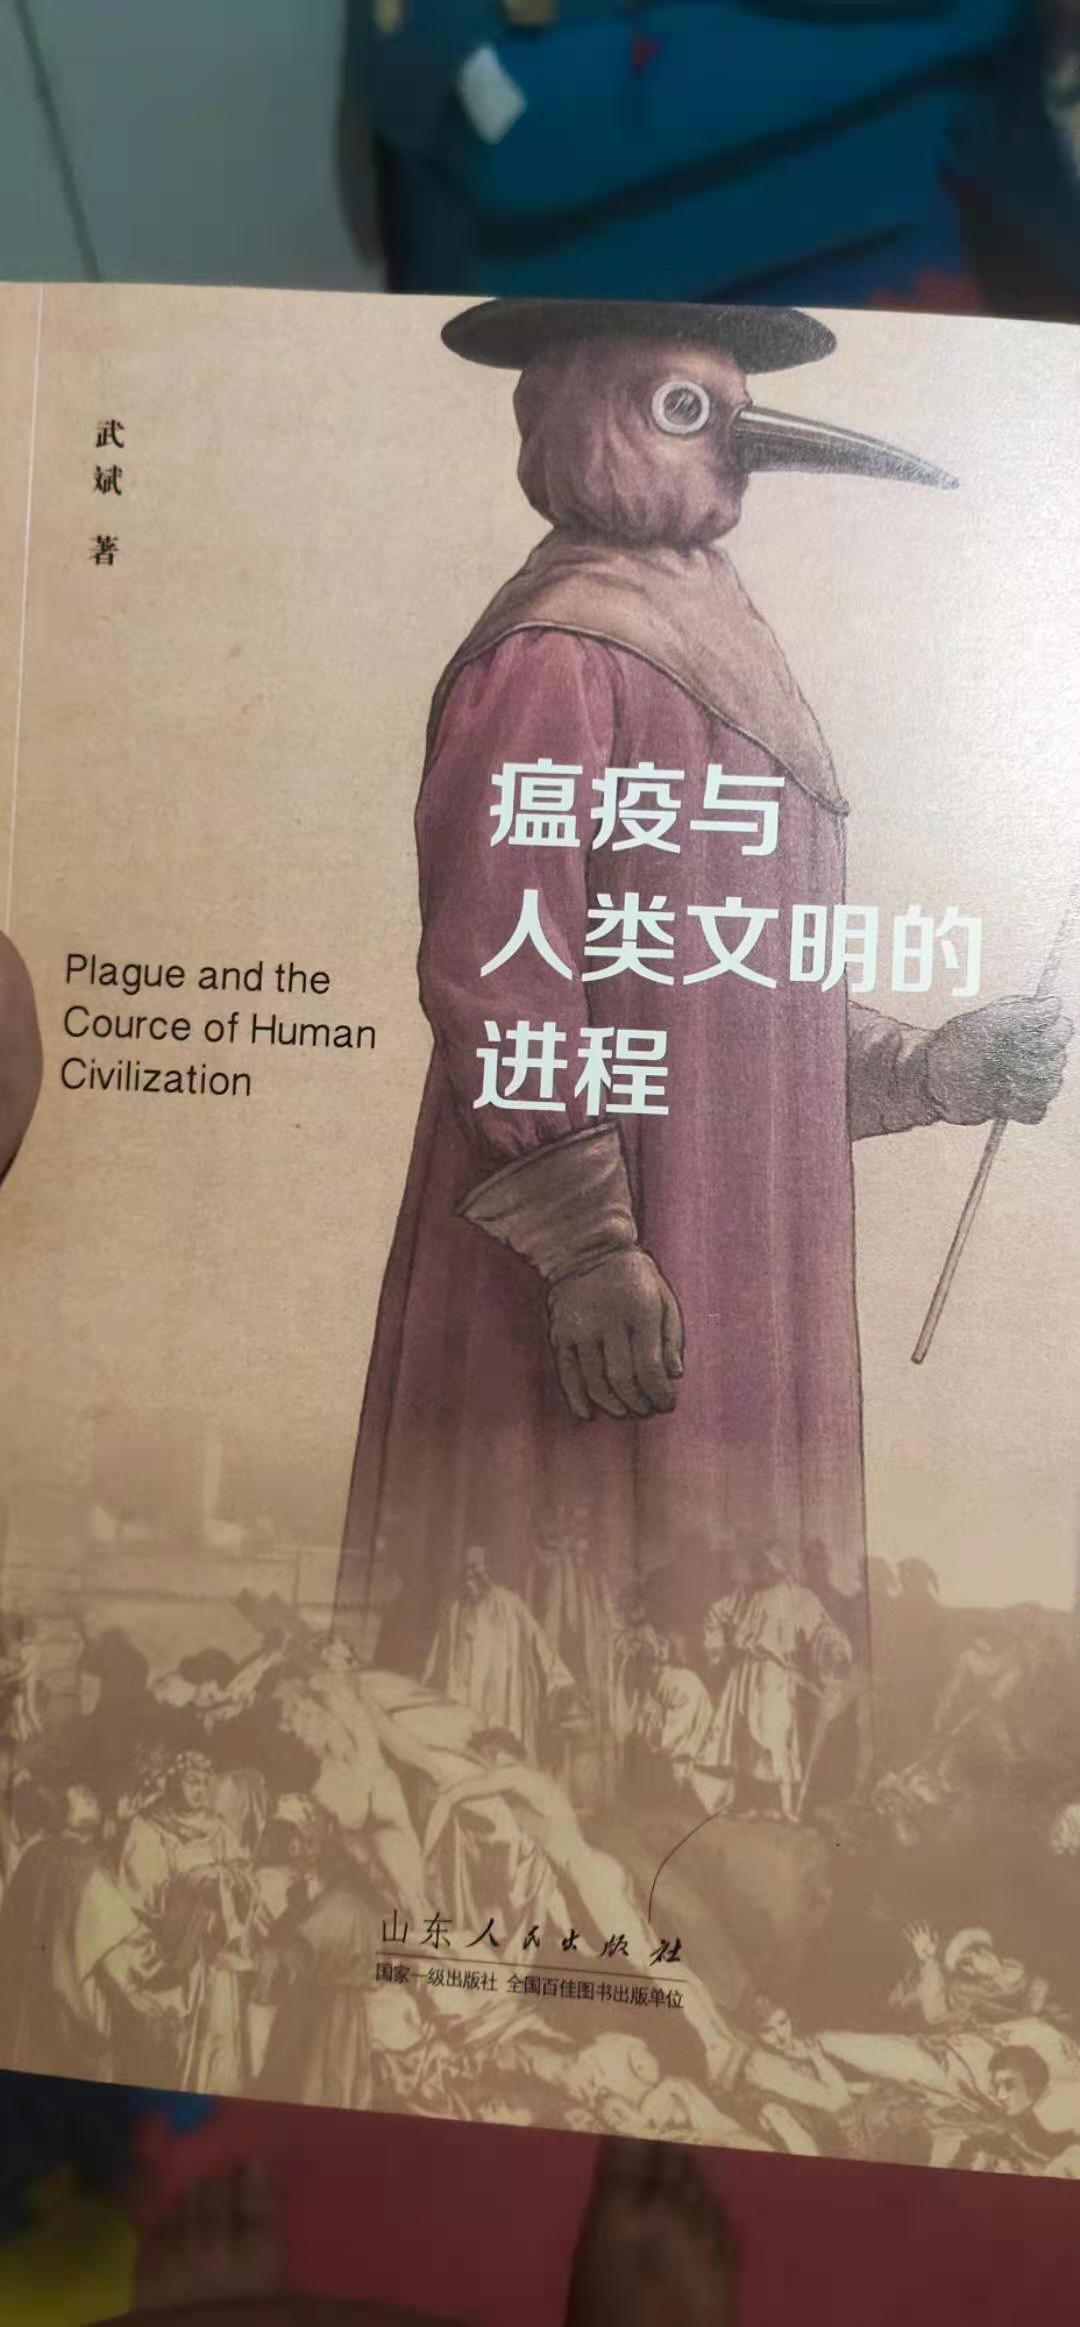 武斌 著
瘟疫与
人类文明的
进程
Plague and the
Cource of Human
Civilization
山东人民出版社
国家一级出版社 全国百佳图书出版单位